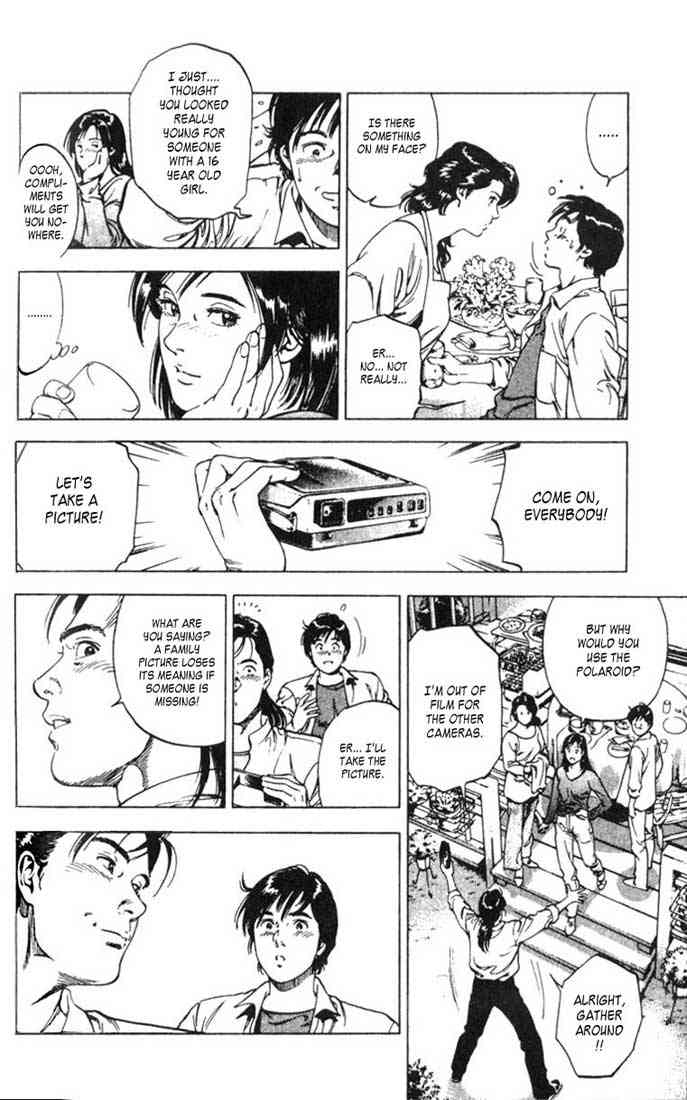 .....
IS THERE
SOMETHING
ON MY FACE?
ER...
NO... NOT
REALLY...
I JUST....
THOUGHT
YOU LOOKED
REALLY
YOUNG FOR
SOMEONE
WITH A 16
YEAR OLD
GIRL.
OOOH,
COMPLI-
MENTS
WILL GET
YOU NO-
WHERE.
.........
COME ON,
EVERYBODY!
LET'S
TAKE A
PICTURE!
BUT WHY
WOULD YOU
USE THE
POLAROID?
I'M OUT OF
FILM FOR
THE OTHER
CAMERAS.
ALRIGHT,
GATHER
AROUND
!!
ER... I'LL
TAKE THE
PICTURE.
WHAT ARE
YOU SAYING?
A FAMILY
PICTURE LOSES
ITS MEANING IF
SOMEONE IS
MISSING!